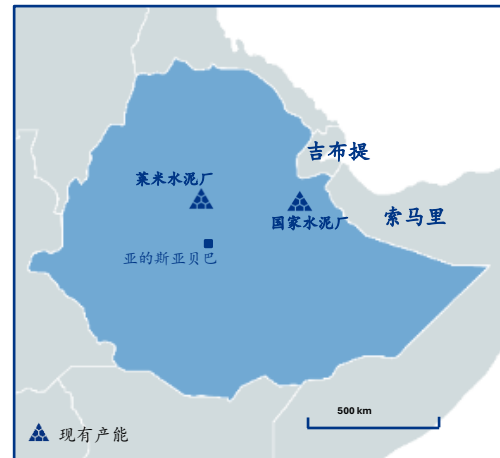 吉布提
莱米水泥厂
国家水泥厂
索马里
亚的斯亚贝巴
500 km
现有产能